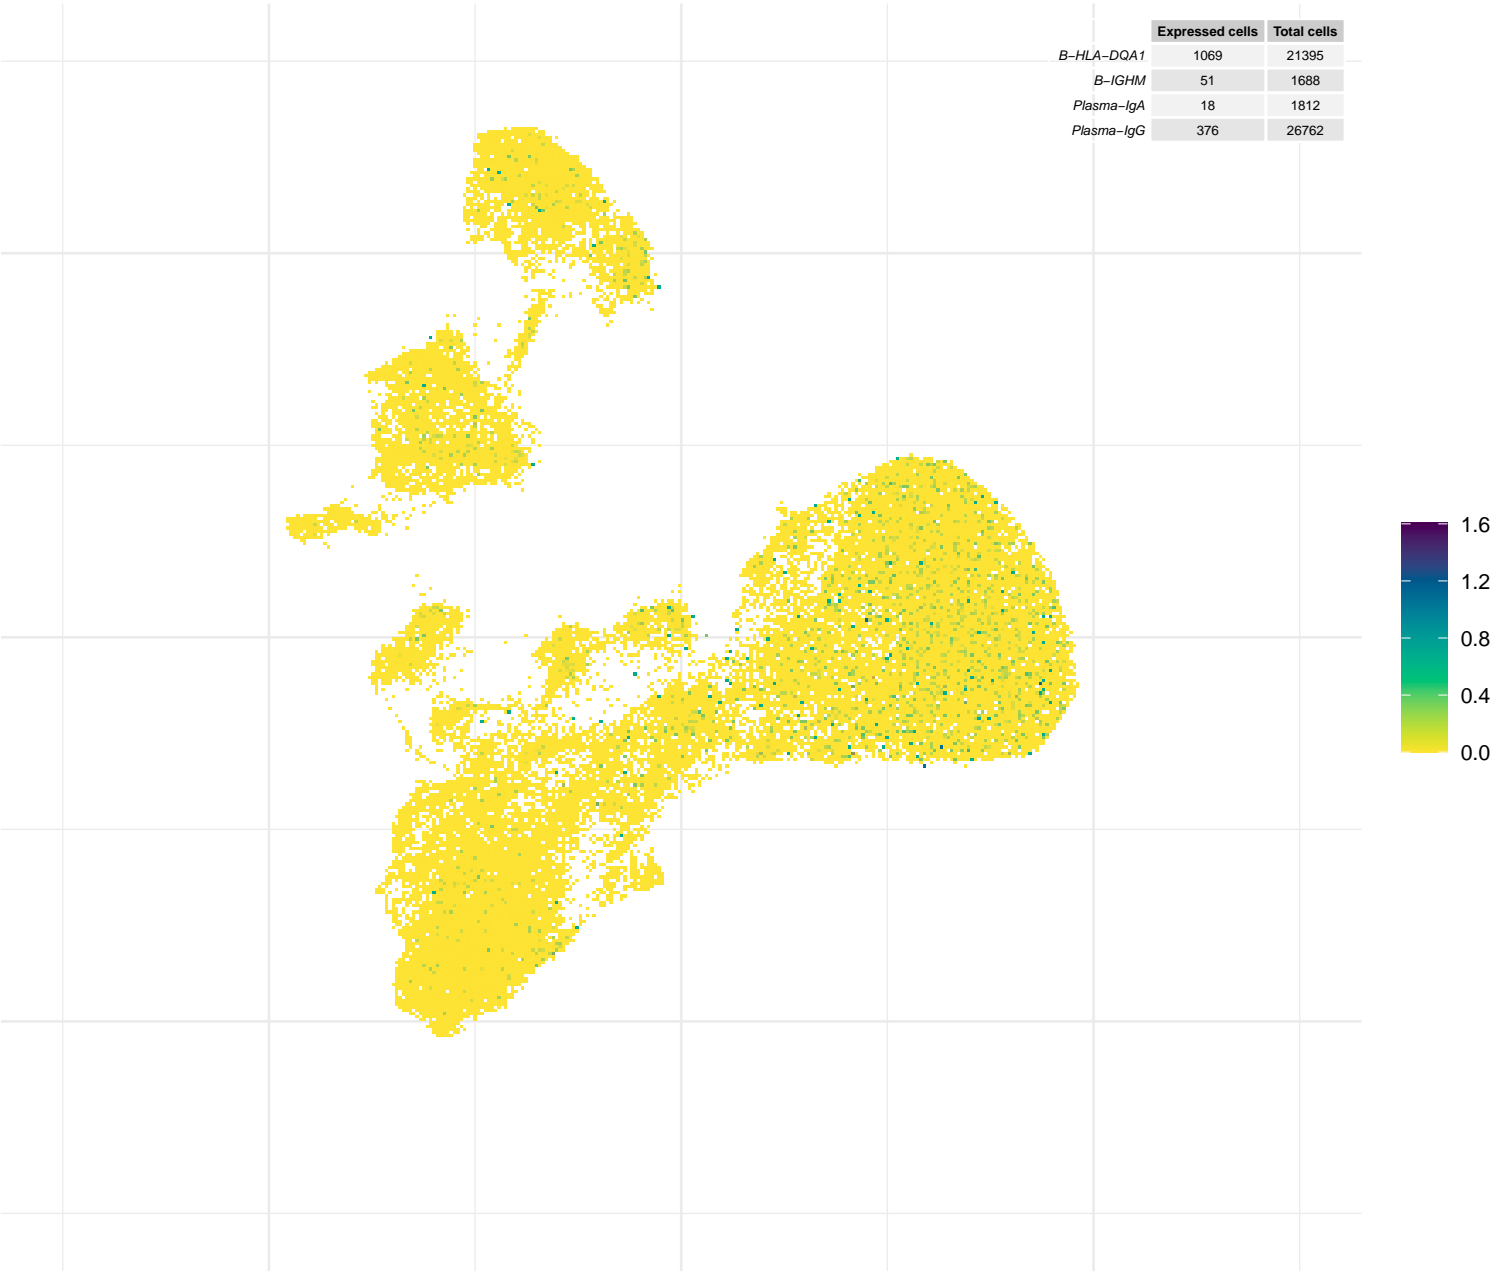 Expressed cells Total cells
B−HLA−DQA1 1069 21395
B−IGHM 51 1688
Plasma−IgA 18 1812
Plasma−IgG 376 26762
1.6
1.2
0.8
0.4
0.0